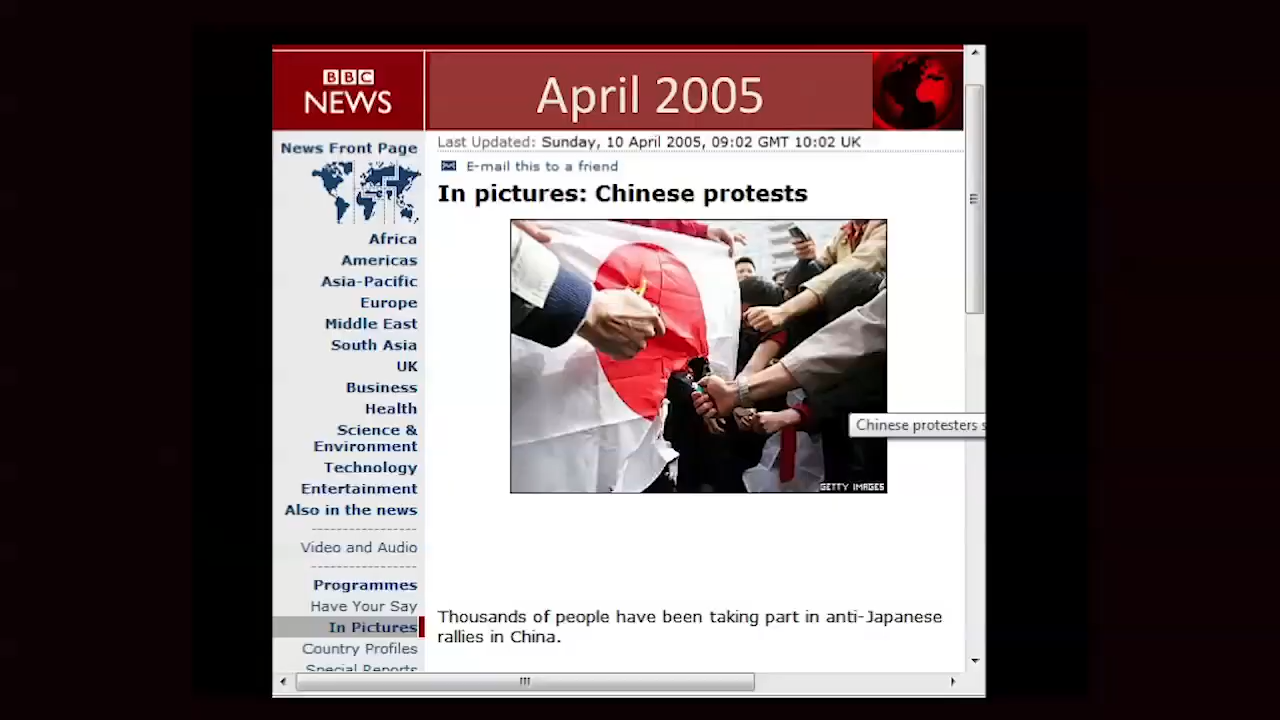 BBC
NEWS
April 2005
Last Updated: Sunday, 10 April 2005, 09:02 GMT 10:02 UK
E-mail this to a friend
In pictures: Chinese protests
News Front Page
Africa
Americas
Asia-Pacific
Europe
Middle East
South Asia
UK
Business
Health
Science &
Environment
Technology
Entertainment
Also in the news
Video and Audio
Programmes
Have Your Say
In Pictures
Country Profiles
Special Reports
GETTY IMAGES
Chinese protesters s
Thousands of people have been taking part in anti-Japanese
rallies in China.